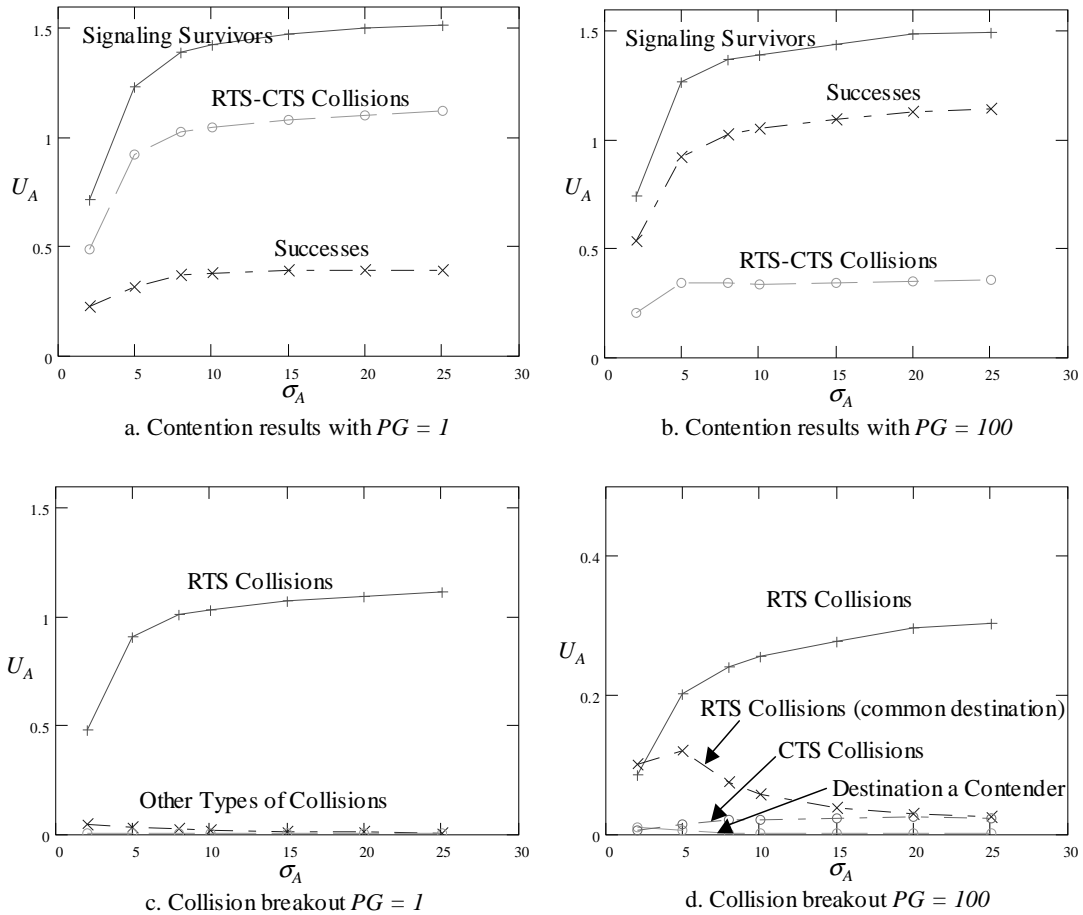 1.5
Signaling Survivors
RTS-CTS Collisions
1
U_A
0.5
Successes
0
0 5 10 15 20 25 30
σ_A
a. Contention results with PG = 1
1.5
Signaling Survivors
Successes
1
U_A
0.5
RTS-CTS Collisions
0
0 5 10 15 20 25 30
σ_A
b. Contention results with PG = 100
1.5
RTS Collisions
1
U_A
0.5
Other Types of Collisions
0
0 5 10 15 20 25 30
σ_A
c. Collision breakout PG = 1
0.4
RTS Collisions
U_A
0.2
RTS Collisions (common destination)
CTS Collisions
Destination a Contender
0
0 5 10 15 20 25 30
σ_A
d. Collision breakout PG = 100